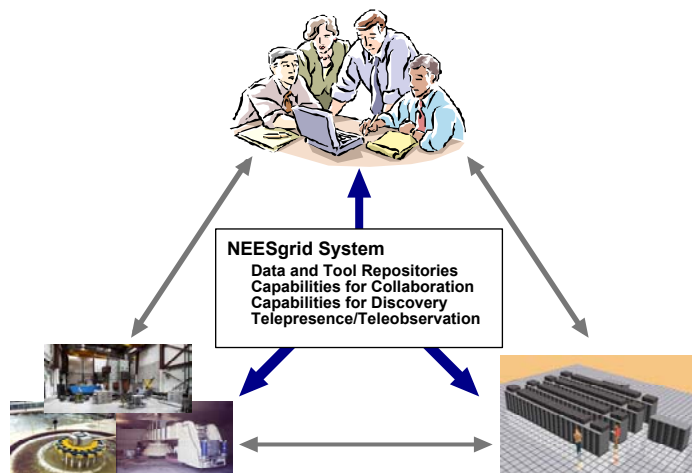 NEESgrid System
Data and Tool Repositories
Capabilities for Collaboration
Capabilities for Discovery
Telepresence/Teleobservation